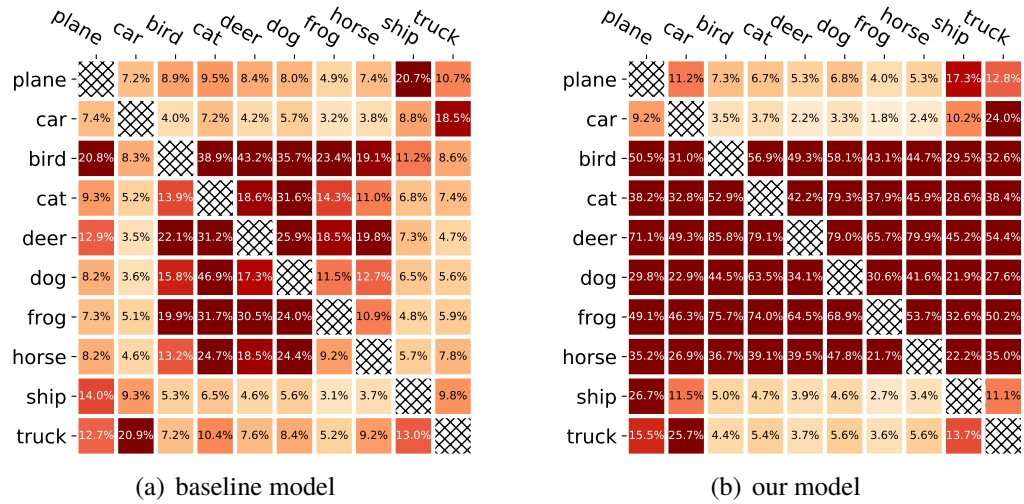 plane car bird cat deer dog frog horse ship truck
plane 7.2% 8.9% 9.5% 8.4% 8.0% 4.9% 7.4% 20.7% 10.7%
car 7.4% 4.0% 7.2% 4.2% 5.7% 3.2% 3.8% 8.8% 18.5%
bird 20.8% 8.3% 38.9% 43.2% 35.7% 23.4% 19.1% 11.2% 8.6%
cat 9.3% 5.2% 13.9% 18.6% 31.6% 14.3% 11.0% 6.8% 7.4%
deer 12.9% 3.5% 22.1% 31.2% 25.9% 18.5% 19.8% 7.3% 4.7%
dog 8.2% 3.6% 15.8% 46.9% 17.3% 11.5% 12.7% 6.5% 5.6%
frog 7.3% 5.1% 19.9% 31.7% 30.5% 24.0% 10.9% 4.8% 5.9%
horse 8.2% 4.6% 13.2% 24.7% 18.5% 24.4% 9.2% 5.7% 7.8%
ship 14.0% 9.3% 5.3% 6.5% 4.6% 5.6% 3.1% 3.7% 9.8%
truck 12.7% 20.9% 7.2% 10.4% 7.6% 8.4% 5.2% 9.2% 13.0%
(a) baseline model
plane car bird cat deer dog frog horse ship truck
plane 11.2% 7.3% 6.7% 5.3% 6.8% 4.0% 5.3% 17.3% 12.8%
car 9.2% 3.5% 3.7% 2.2% 3.3% 1.8% 2.4% 10.2% 24.0%
bird 50.5% 31.0% 56.9% 49.3% 58.1% 43.1% 44.7% 29.5% 32.6%
cat 38.2% 32.8% 52.9% 42.2% 79.3% 37.9% 45.9% 28.6% 38.4%
deer 71.1% 49.3% 85.8% 79.1% 79.0% 65.7% 79.9% 45.2% 54.4%
dog 29.8% 22.9% 44.5% 63.5% 34.1% 30.6% 41.6% 21.9% 27.6%
frog 49.1% 46.3% 75.7% 74.0% 64.5% 68.9% 53.7% 32.6% 50.2%
horse 35.2% 26.9% 36.7% 39.1% 39.5% 47.8% 21.7% 22.2% 35.0%
ship 26.7% 11.5% 5.0% 4.7% 3.9% 4.6% 2.7% 3.4% 11.1%
truck 15.5% 25.7% 4.4% 5.4% 3.7% 5.6% 3.6% 5.6% 13.7%
(b) our model